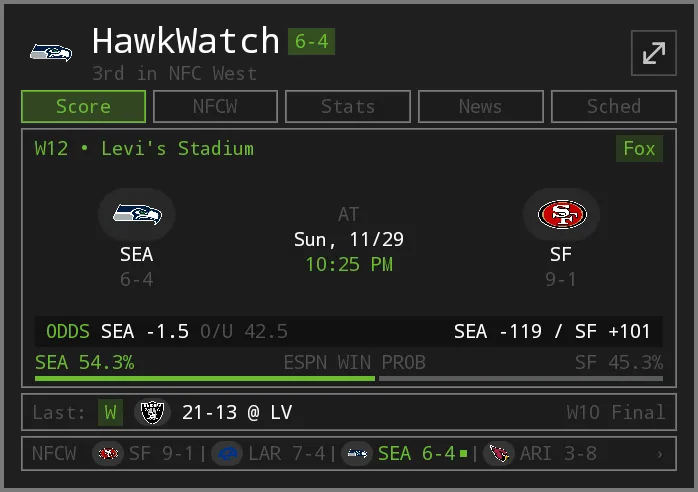 HawkWatch 6-4
3rd in NFC West
Score NFCW Stats News Sched
W12 • Levi's Stadium Fox
AT
Sun, 11/29
10:25 PM
SEA SF
6-4 9-1
ODDS SEA -1.5 O/U 42.5 SEA -119 / SF +101
SEA 54.3% ESPN WIN PROB SF 45.3%
Last: W 21-13 @ LV W10 Final
NFCW SF 9-1 | LAR 7-4 | SEA 6-4 | ARI 3-8 ›